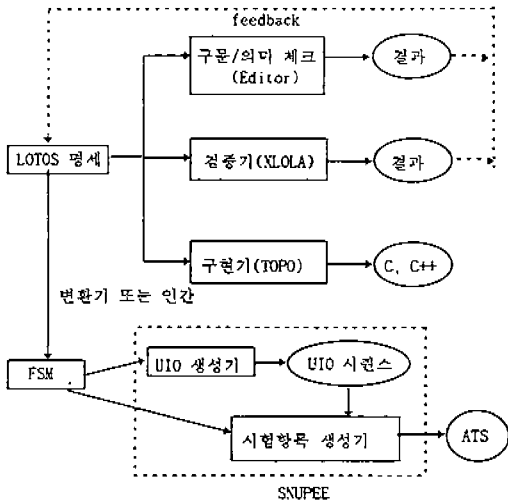 feedback
구문/의미 체크
(Editor)
결과
LOTOS 명세
검증기(XLOLA)
결과
구현기(TOPO)
C, C++
변환기 또는 인간
FSM
UIO 생성기
UIO 시퀀스
시험항목 생성기
ATS
SNUPEE